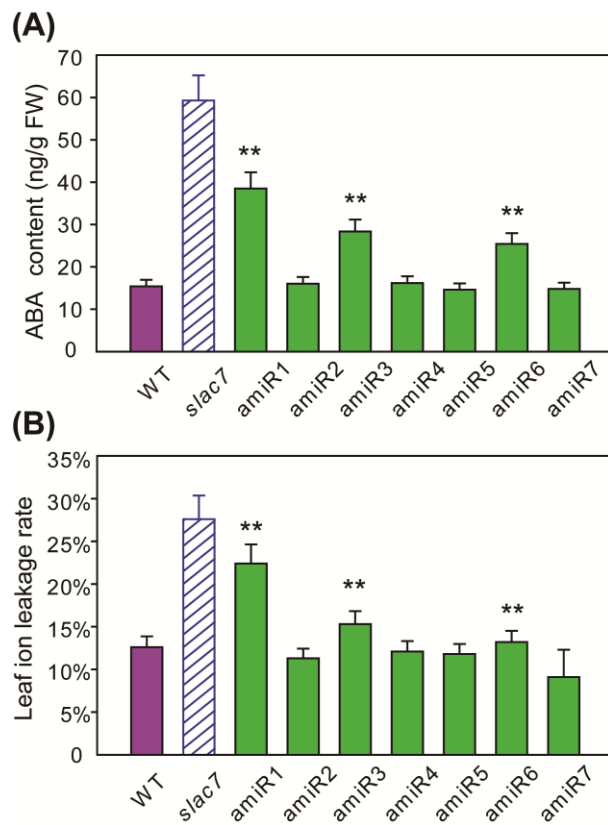 (A)
ABA content (ng/g FW)
70
60
50
40
30
20
10
0
**
**
**
WT
slac7
amiR1
amiR2
amiR3
amiR4
amiR5
amiR6
amiR7
(B)
Leaf ion leakage rate
35%
30%
25%
20%
15%
10%
5%
0
**
**
**
WT
slac7
amiR1
amiR2
amiR3
amiR4
amiR5
amiR6
amiR7